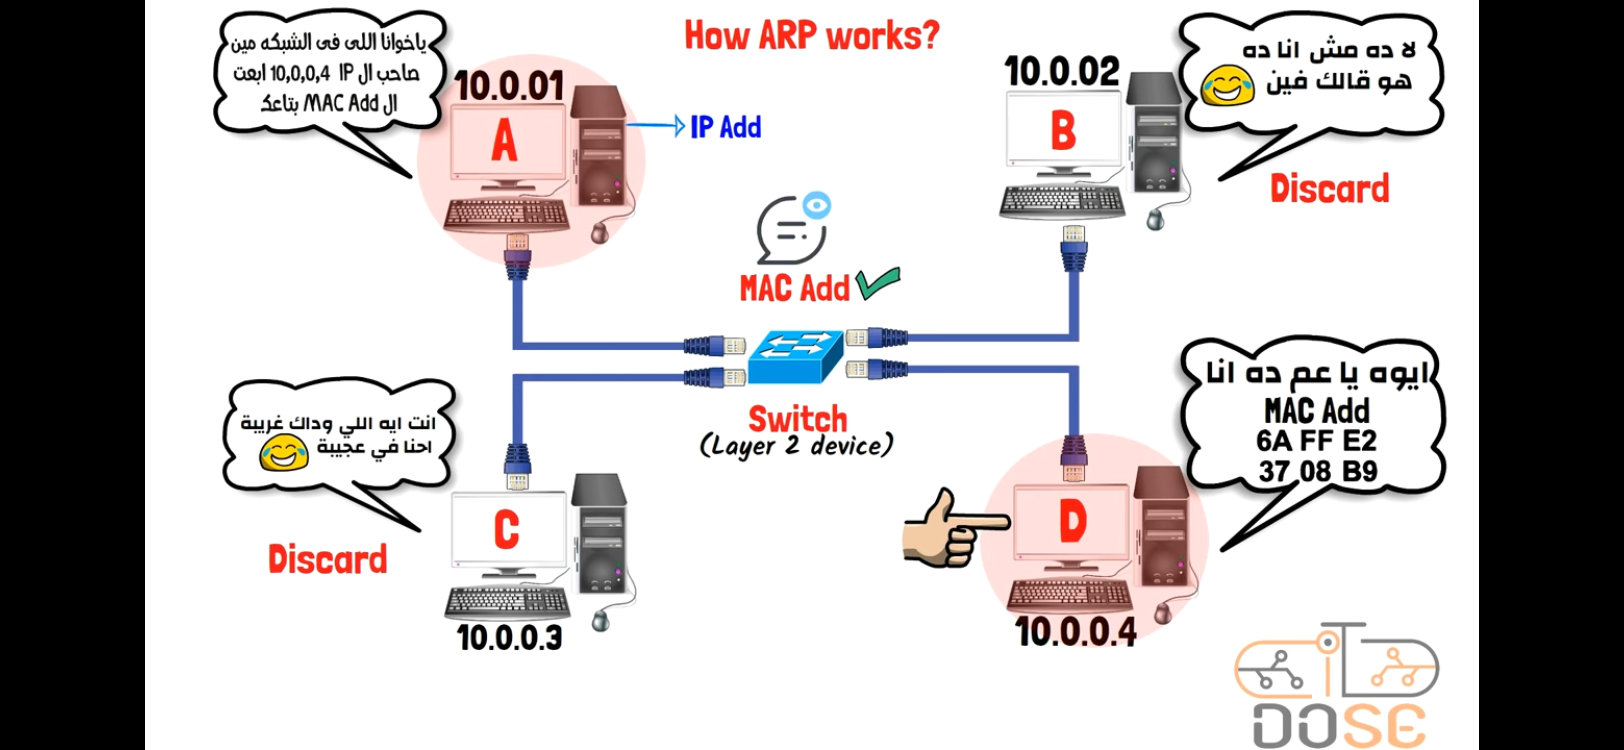 How ARP works?
ياخوانا اللى فى الشبكه مين
صاحب ال IP 10,0,0,4 ابعت
ال MAC Add بتاعك
10.0.01
A
IP Add
10.0.02
B
لا ده مش انا ده
هو قالك فين
Discard
MAC Add
Switch
(Layer 2 device)
انت ايه اللي وداك غريبة
احنا في عجيبة
Discard
C
10.0.0.3
ايوه يا عم ده انا
MAC Add
6A FF E2
37 08 B9
D
10.0.0.4
DOSE